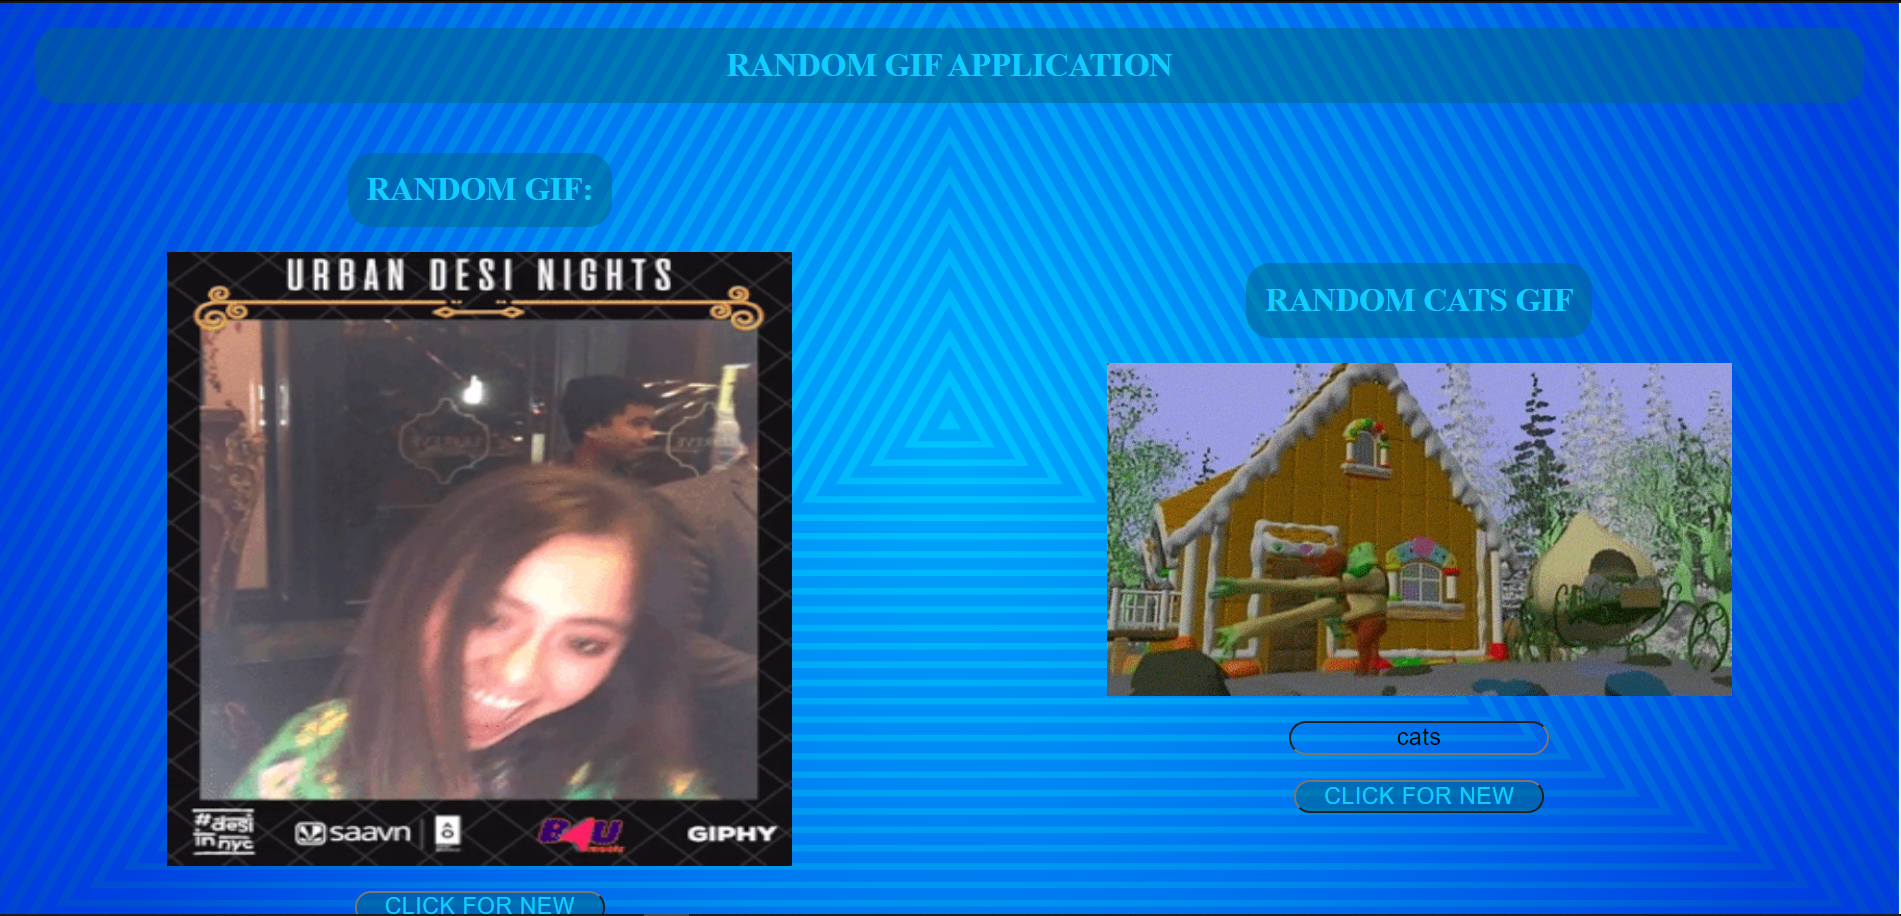 RANDOM GIF APPLICATION
RANDOM GIF:
URBAN DESI NIGHTS
#desi
in nyc
saavn
B4U
GIPHY
CLICK FOR NEW
RANDOM CATS GIF
cats
CLICK FOR NEW